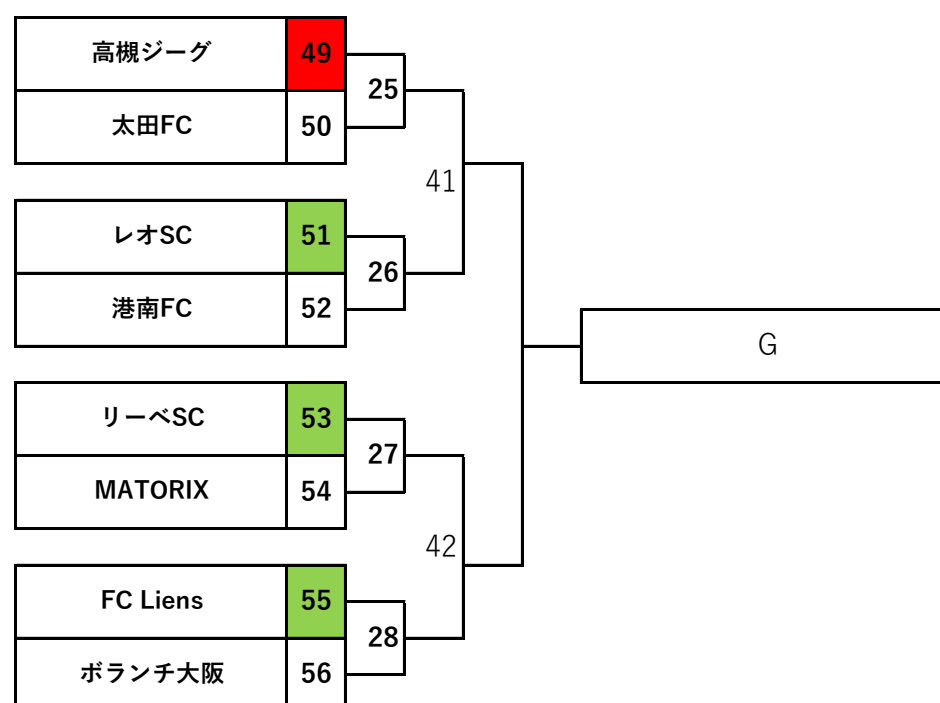 高槻ジーグ 49
25
太田FC 50
41
レオSC 51
26
港南FC 52
G
リーベSC 53
27
MATORIX 54
42
FC Liens 55
28
ボランチ大阪 56